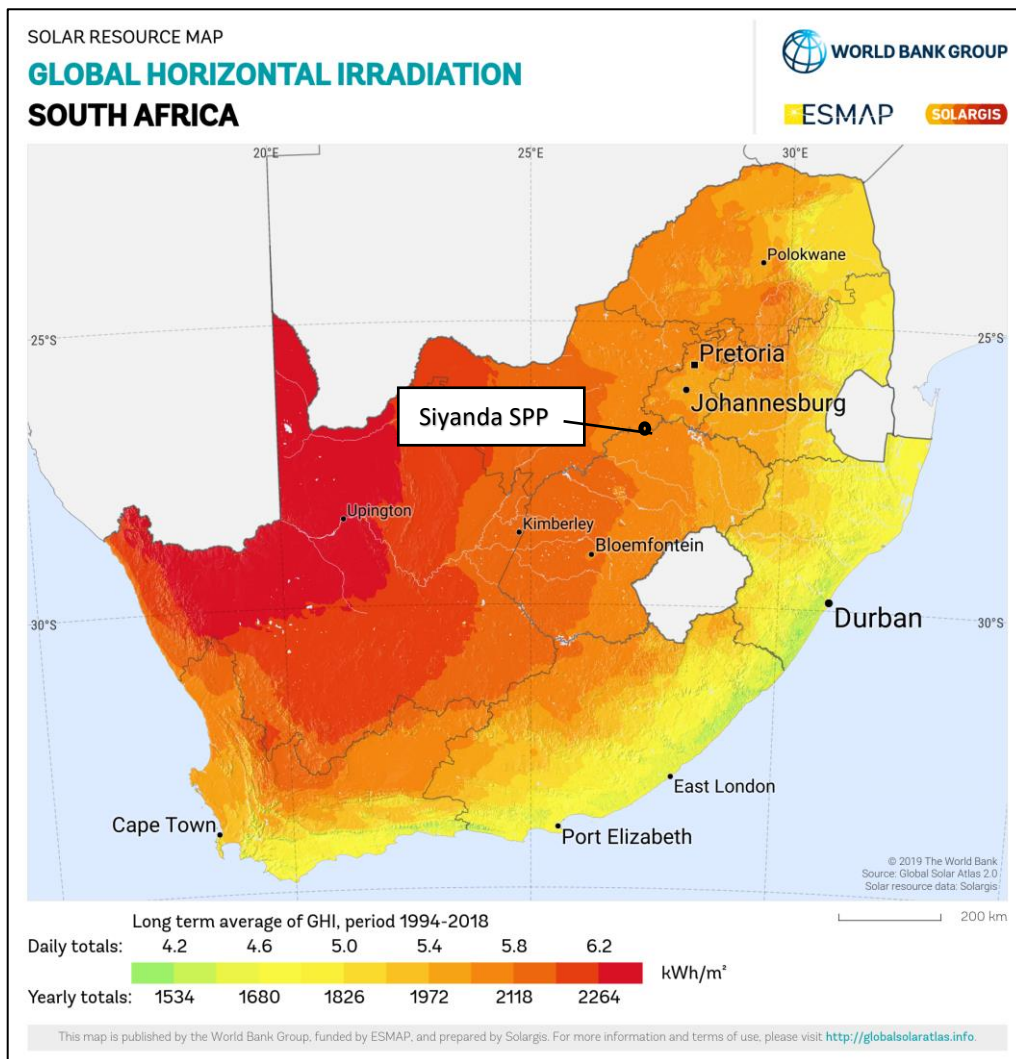 SOLAR RESOURCE MAP
GLOBAL HORIZONTAL IRRADIATION
SOUTH AFRICA
WORLD BANK GROUP
ESMAP
SOLARGIS
20°E
25°E
30°E
Polokwane
25°S
25°S
Pretoria
Johannesburg
Siyanda SPP
Upington
Kimberley
Bloemfontein
Durban
30°S
30°S
East London
Cape Town
Port Elizabeth
© 2019 The World Bank
Source: Global Solar Atlas 2.0
Solar resource data: Solargis
200 km
Long term average of GHI, period 1994-2018
Daily totals: 4.2 4.6 5.0 5.4 5.8 6.2
kWh/m²
Yearly totals: 1534 1680 1826 1972 2118 2264
This map is published by the World Bank Group, funded by ESMAP, and prepared by Solargis. For more information and terms of use, please visit http://globalsolaratlas.info.